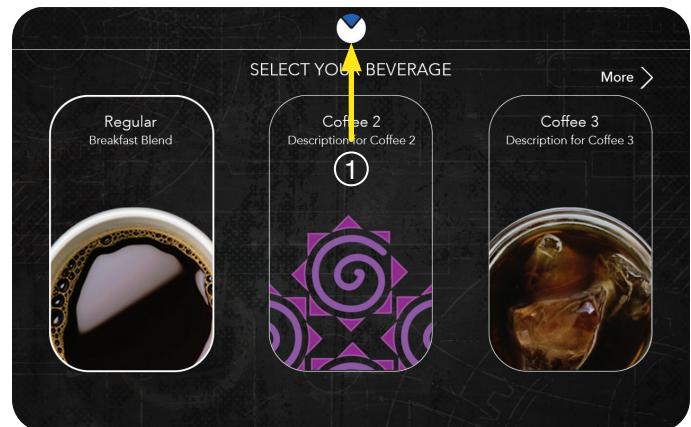 SELECT YOUR BEVERAGE
More
Regular
Breakfast Blend
Coffee 2
Description for Coffee 2
Coffee 3
Description for Coffee 3
1